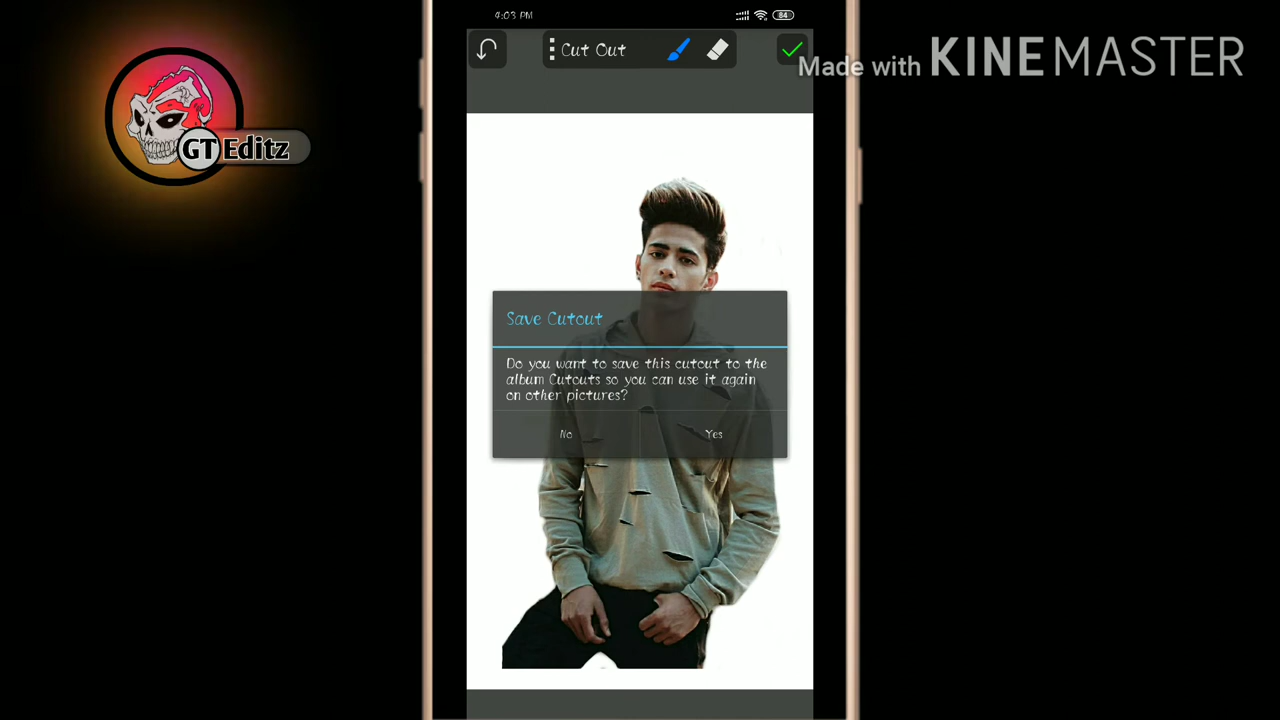 4:03 PM
84
Cut Out
Made with KINEMASTER
GT Editz
Save Cutout
Do you want to save this cutout to the
album Cutouts so you can use it again
on other pictures?
No
Yes